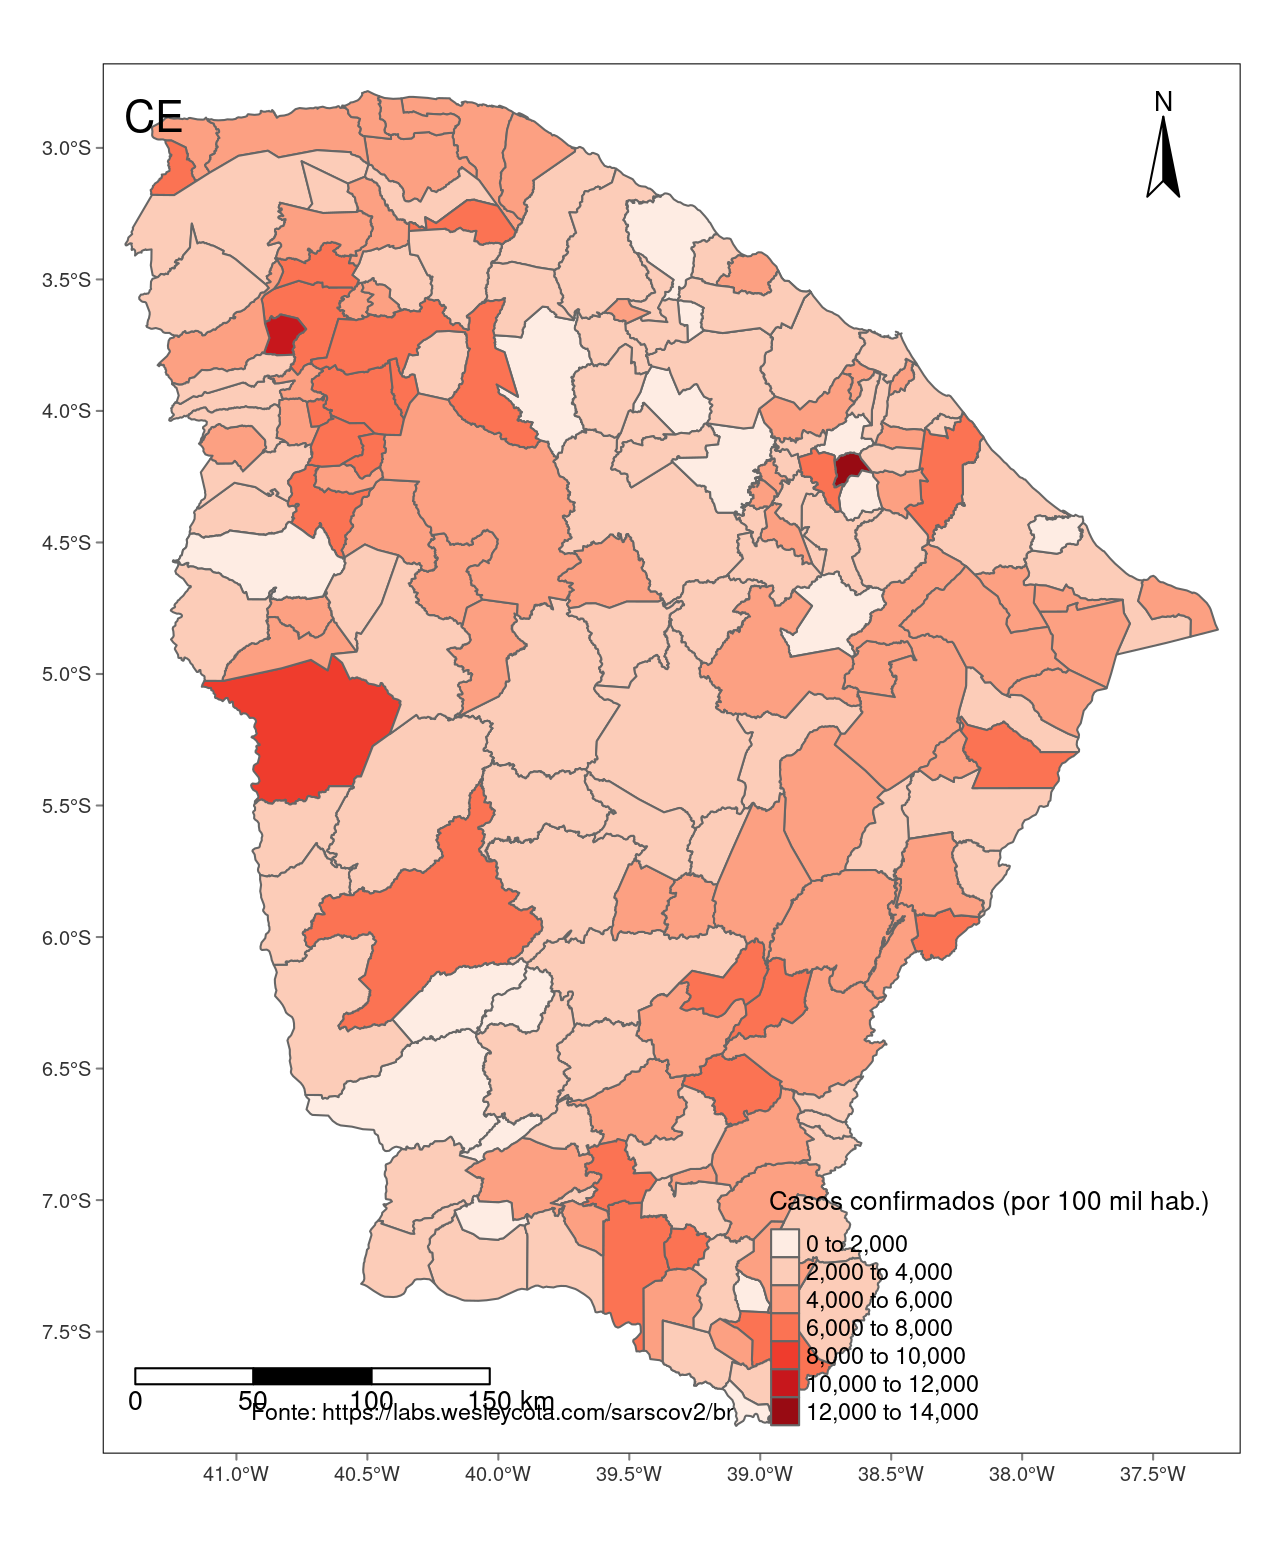 CE
N
3.0°S
3.5°S
4.0°S
4.5°S
5.0°S
5.5°S
6.0°S
6.5°S
7.0°S
7.5°S
Casos confirmados (por 100 mil hab.)
0 to 2,000
2,000 to 4,000
4,000 to 6,000
6,000 to 8,000
8,000 to 10,000
10,000 to 12,000
12,000 to 14,000
0 50 100 150 km
Fonte: https://labs.wesleycota.com/sarscov2/br
41.0°W 40.5°W 40.0°W 39.5°W 39.0°W 38.5°W 38.0°W 37.5°W